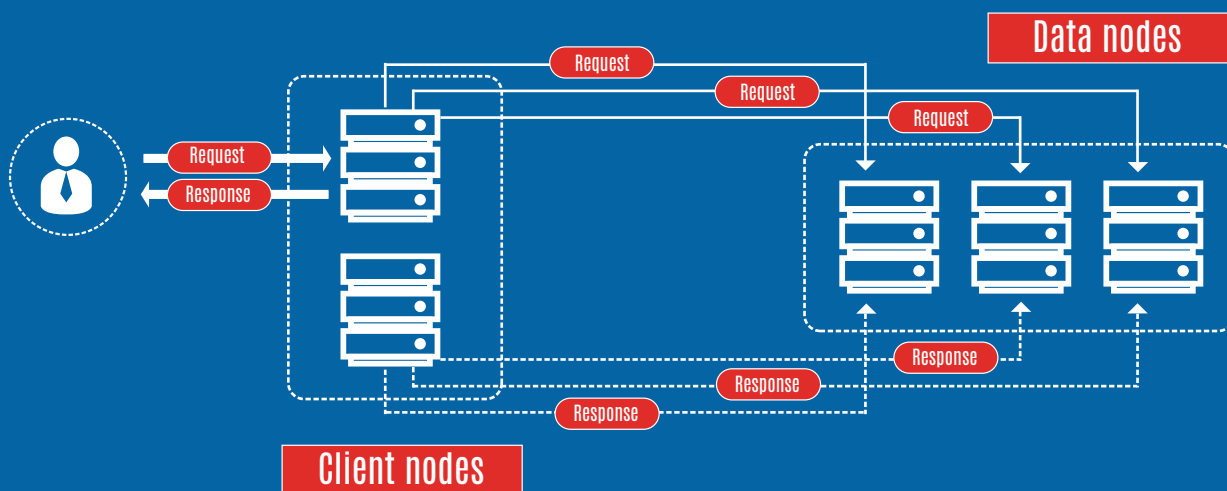 Data nodes
Request
Request
Request
Request
Response
Response
Response
Response
Client nodes